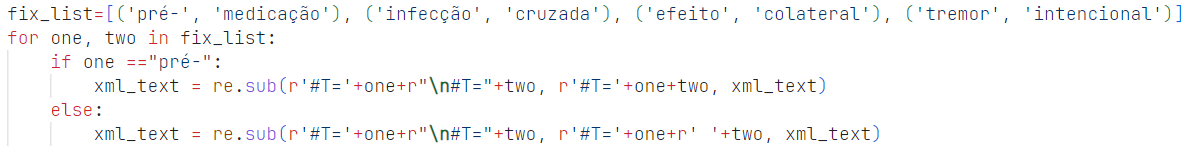 fix_list=[('pré-', 'medicação'), ('infecção', 'cruzada'), ('efeito', 'colateral'), ('tremor', 'intencional')]
for one, two in fix_list:
    if one =="pré-":
        xml_text = re.sub(r'#T='+one+r"\n#T="+two, r'#T='+one+two, xml_text)
    else:
        xml_text = re.sub(r'#T='+one+r"\n#T="+two, r'#T='+one+r' '+two, xml_text)